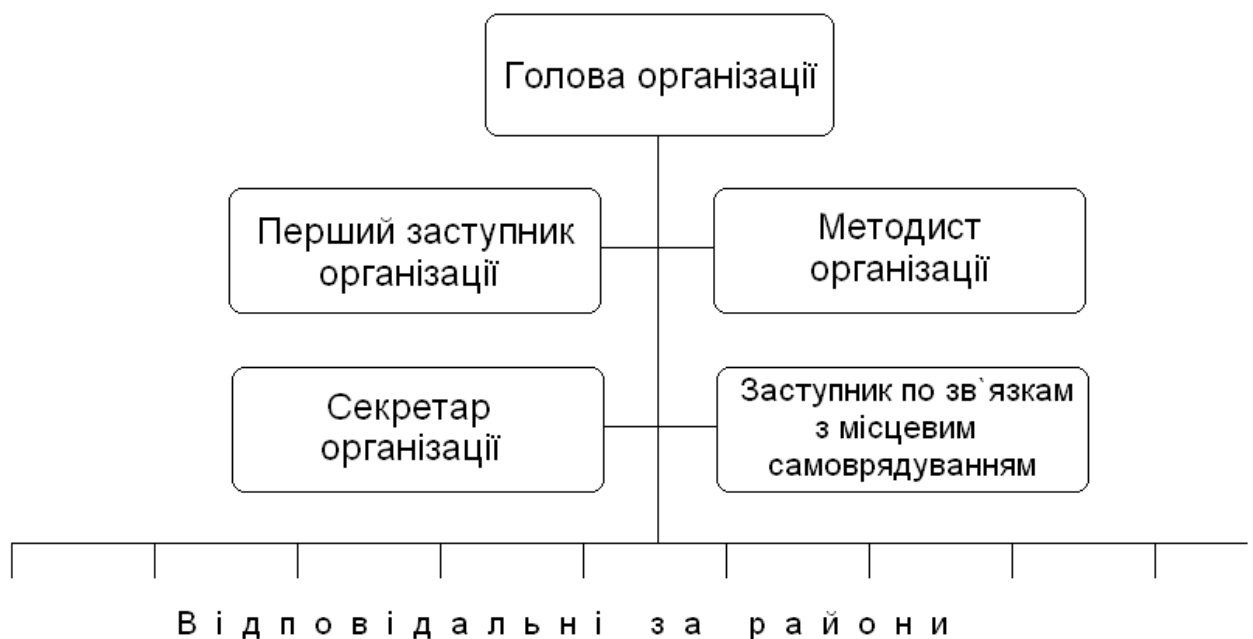 Голова організації
Перший заступник
організації
Методист
організації
Секретар
організації
Заступник по зв`язкам
з місцевим
самоврядуванням
Відповідальні за райони